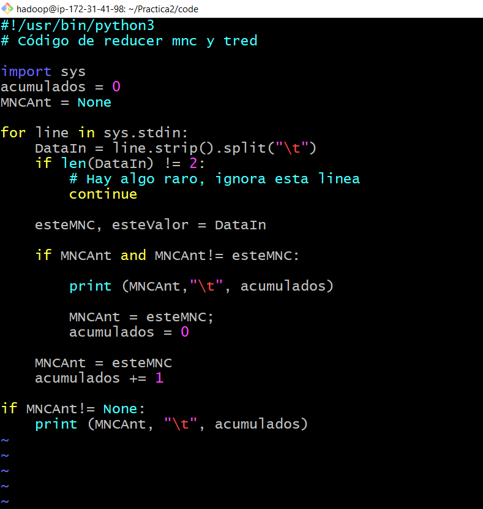 hadoop@ip-172-31-41-98: ~/Practica2/code
#!/usr/bin/python3
# Código de reducer mnc y tred
import sys
acumulados = 0
MNCAnt = None
for line in sys.stdin:
    DataIn = line.strip().split("\t")
    if len(DataIn) != 2:
        # Hay algo raro, ignora esta linea
        continue
    esteMNC, esteValor = DataIn
    if MNCAnt and MNCAnt!= esteMNC:
        print (MNCAnt,"\t", acumulados)
        MNCAnt = esteMNC;
        acumulados = 0
    MNCAnt = esteMNC
    acumulados += 1
if MNCAnt!= None:
    print (MNCAnt, "\t", acumulados)
~
~
~
~
~